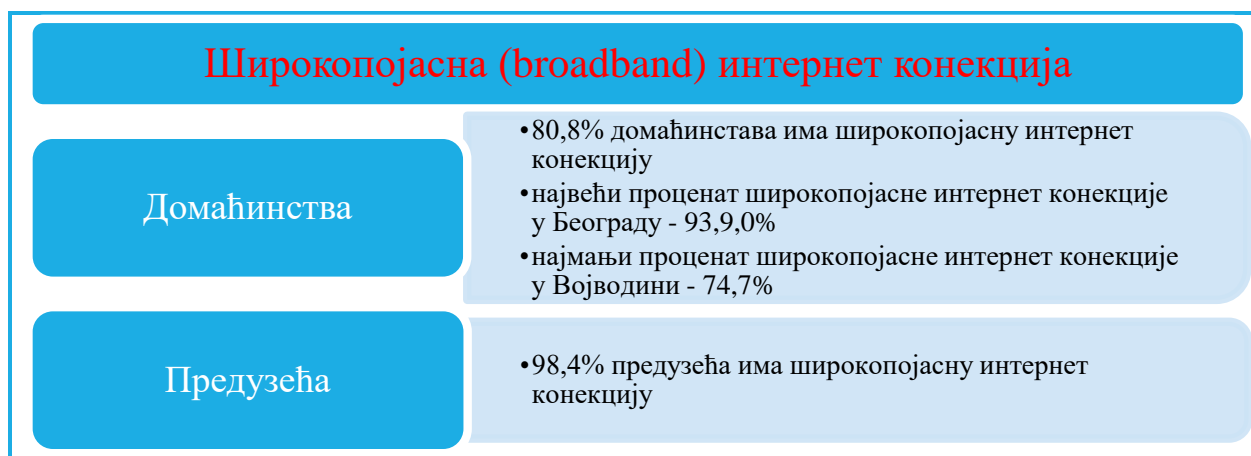 Широкопојасна (broadband) интернет конекција
Домаћинства
•80,8% домаћинстава има широкопојасну интернет
конекцију
•највећи проценат широкопојасне интернет конекције
у Београду - 93,9,0%
•најмањи проценат широкопојасне интернет конекције
у Војводини - 74,7%
Предузећа
•98,4% предузећа има широкопојасну интернет
конекцију